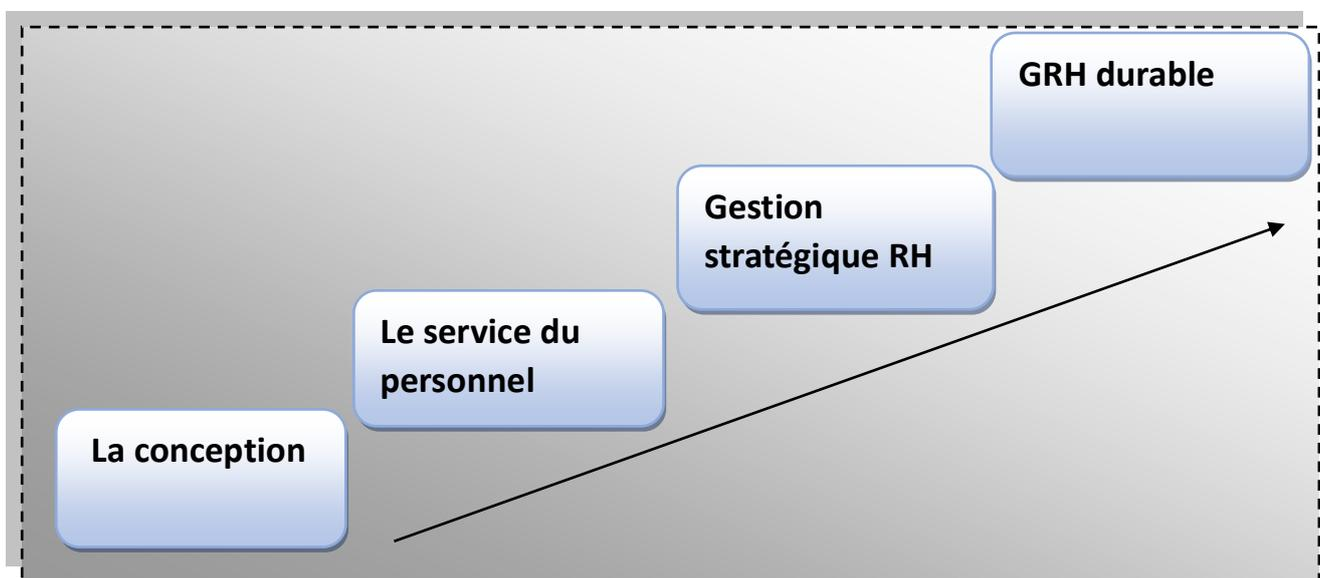 GRH durable
Gestion
stratégique RH
Le service du
personnel
La conception